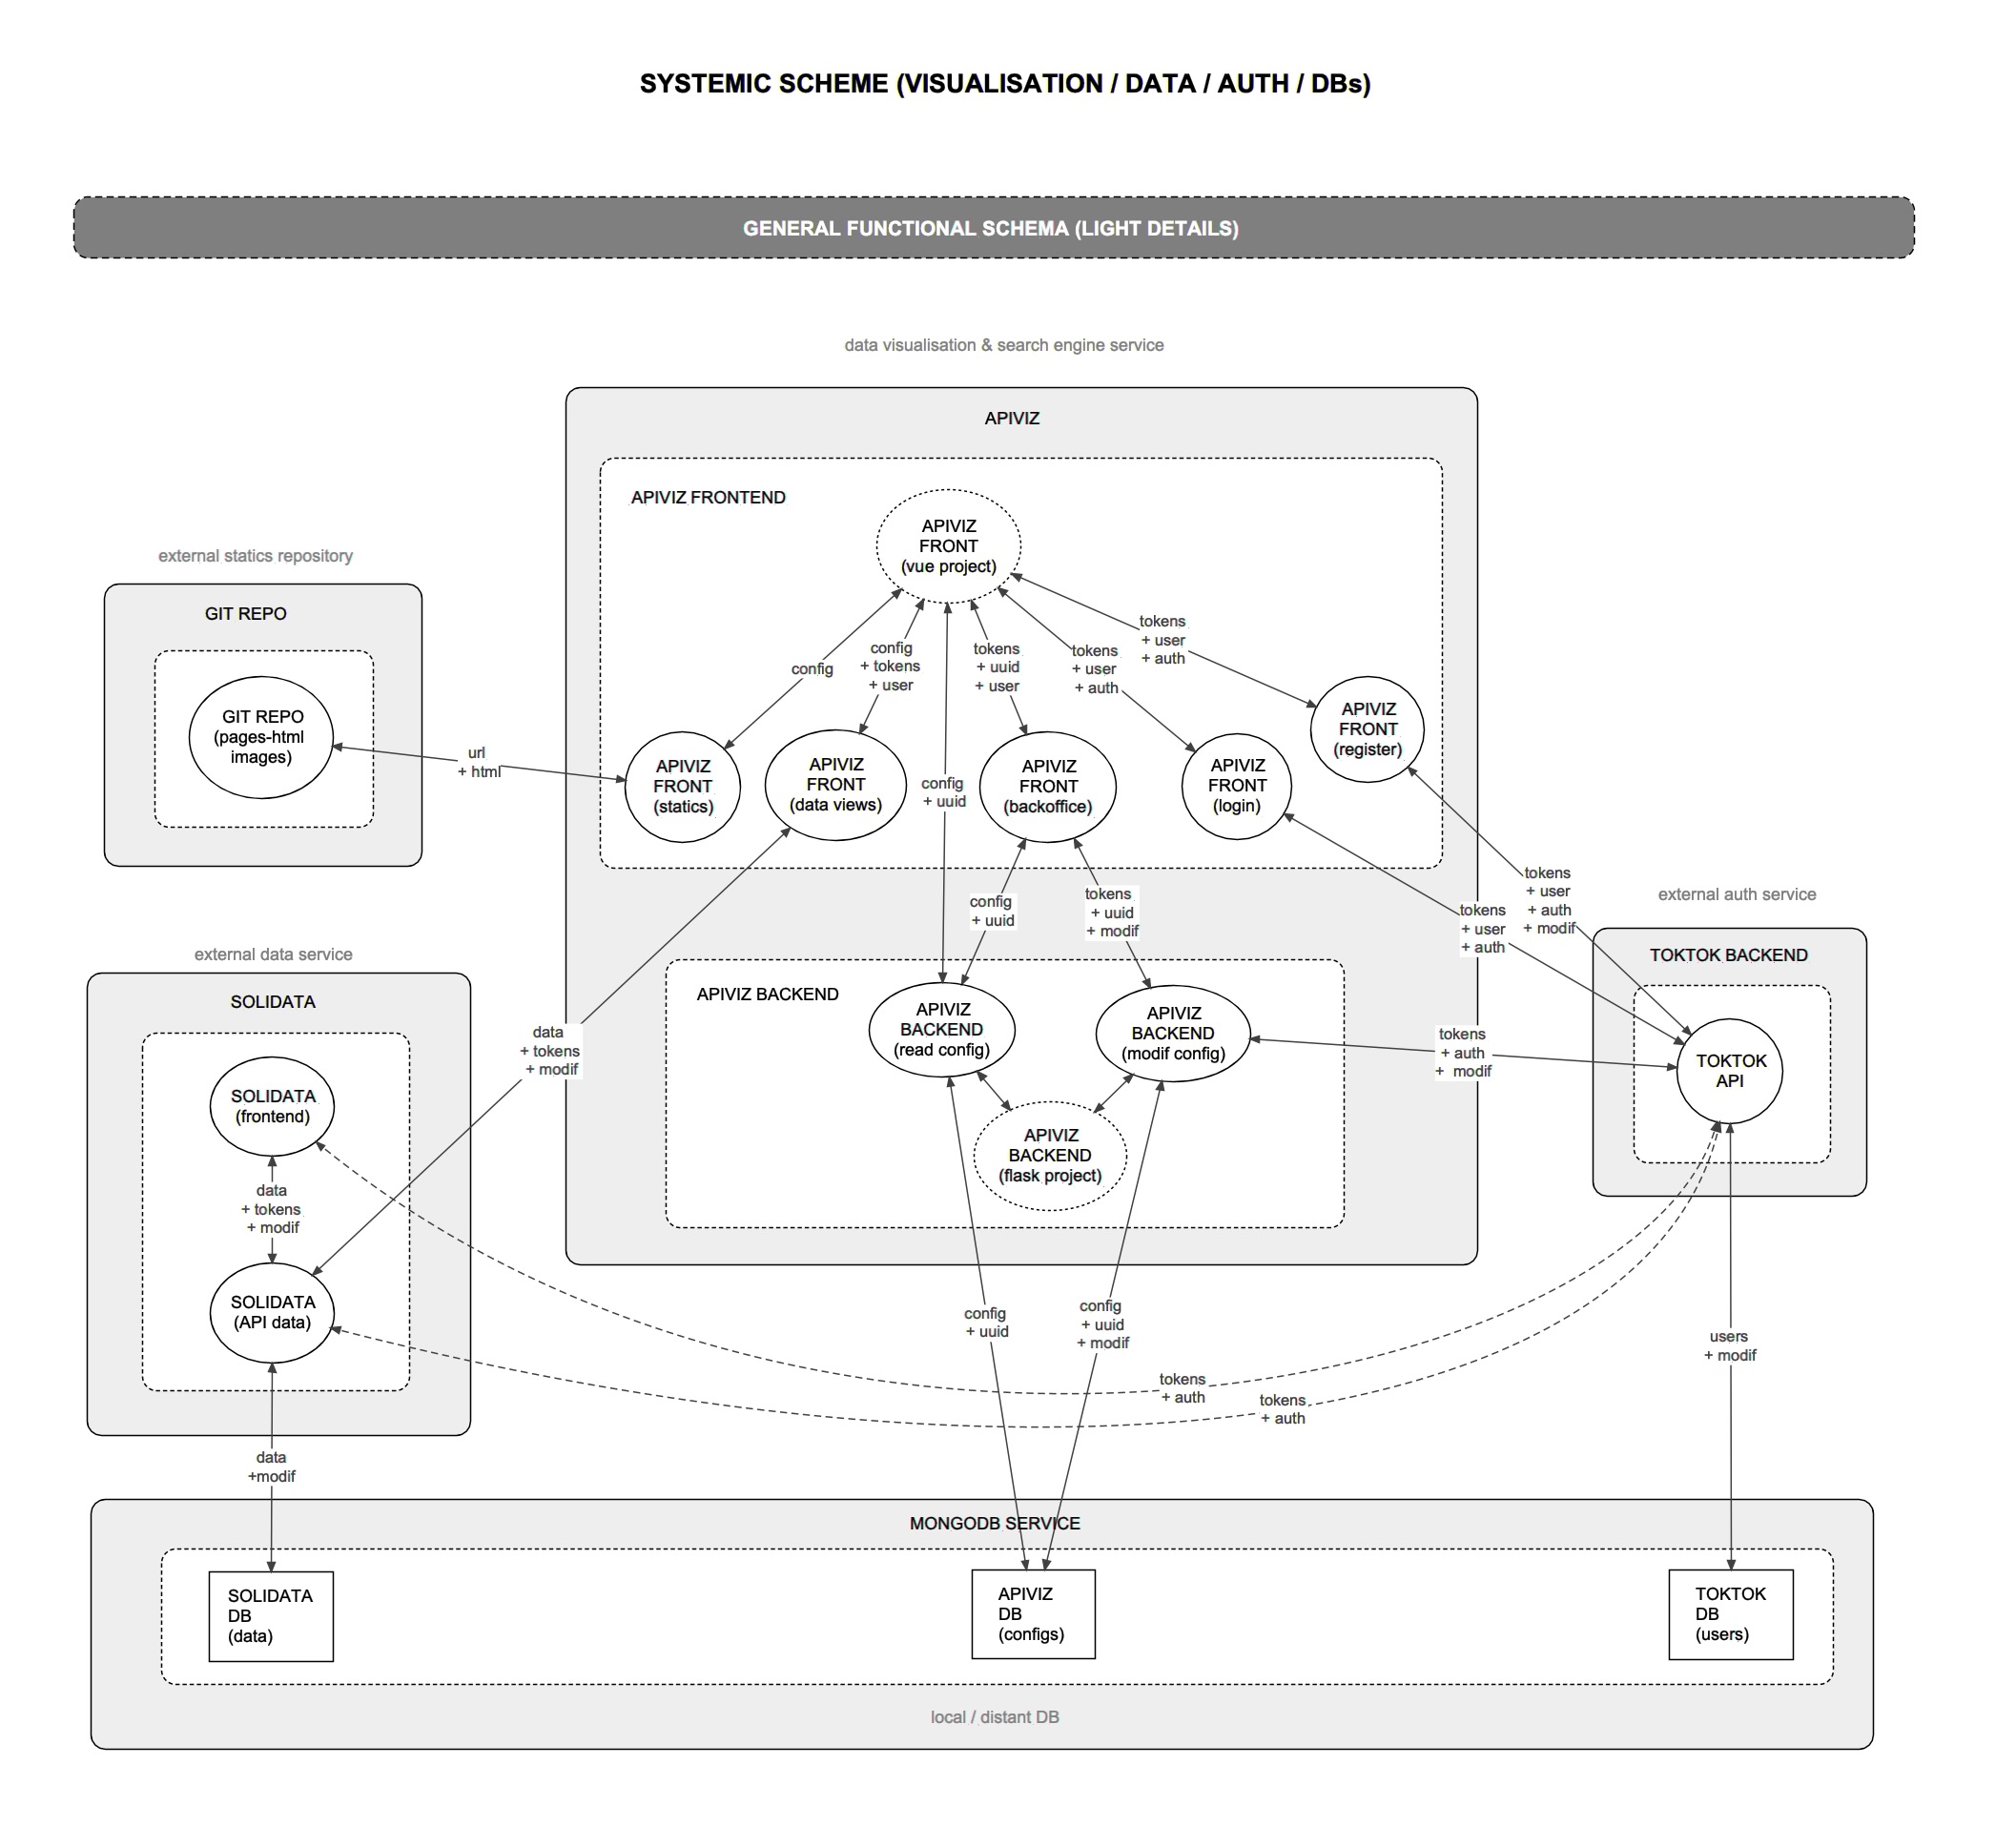 SYSTEMIC SCHEME (VISUALISATION / DATA / AUTH / DBs)
GENERAL FUNCTIONAL SCHEMA (LIGHT DETAILS)
data visualisation & search engine service
APIVIZ
APIVIZ FRONTEND
APIVIZ
FRONT
(vue project)
config
config
+ tokens
+ user
tokens
+ uuid
+ user
tokens
+ user
+ auth
tokens
+ user
+ auth
config
+ uuid
APIVIZ
FRONT
(statics)
APIVIZ
FRONT
(data views)
APIVIZ
FRONT
(backoffice)
APIVIZ
FRONT
(login)
APIVIZ
FRONT
(register)
external statics repository
GIT REPO
GIT REPO
(pages-html
images)
url
+ html
config
+ uuid
tokens
+ uuid
+ modif
tokens
+ user
+ auth
tokens
+ user
+ auth
+ modif
external auth service
TOKTOK BACKEND
TOKTOK
API
APIVIZ BACKEND
APIVIZ
BACKEND
(read config)
APIVIZ
BACKEND
(modif config)
APIVIZ
BACKEND
(flask project)
tokens
+ auth
+ modif
external data service
SOLIDATA
SOLIDATA
(frontend)
data
+ tokens
+ modif
SOLIDATA
(API data)
data
+ tokens
+ modif
config
+ uuid
config
+ uuid
+ modif
tokens
+ auth
tokens
+ auth
users
+ modif
data
+modif
MONGODB SERVICE
SOLIDATA
DB
(data)
APIVIZ
DB
(configs)
TOKTOK
DB
(users)
local / distant DB